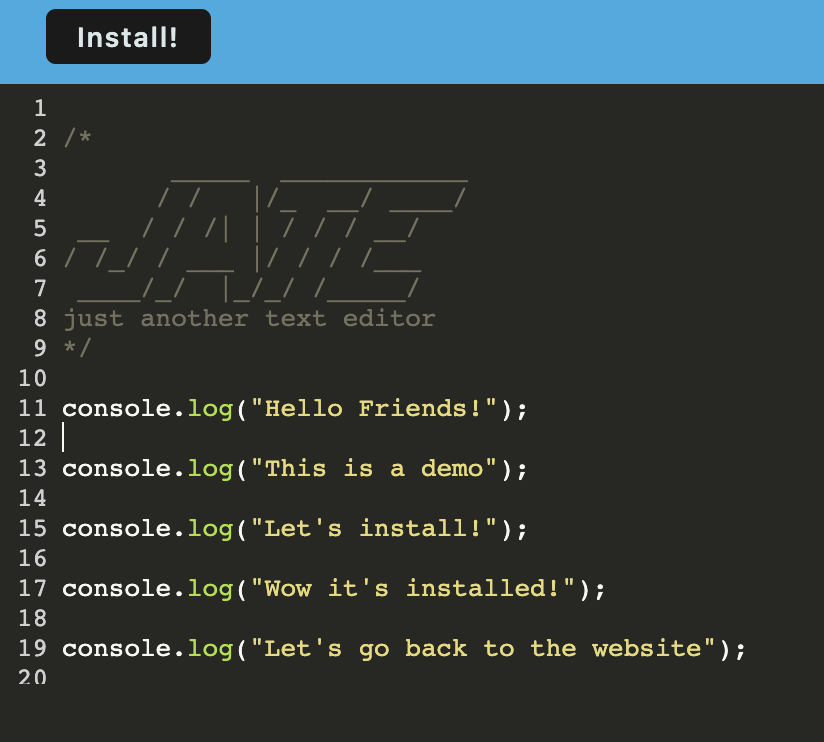 Install!
1
2 /*
3        _____  ____________
4       / /   |/_  __/ ____/
5  __  / / /| | / / / __/
6 / /_/ / ___ |/ / / /___
7  ____/_/  |_/_/ /_____/
8 just another text editor
9 */
10
11 console.log("Hello Friends!");
12
13 console.log("This is a demo");
14
15 console.log("Let's install!");
16
17 console.log("Wow it's installed!");
18
19 console.log("Let's go back to the website");
20